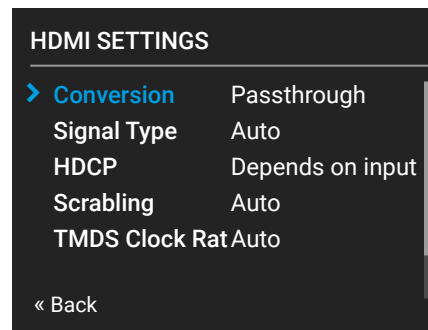 HDMI SETTINGS
Conversion Passthrough
Signal Type Auto
HDCP Depends on input
Scrabling Auto
TMDS Clock Rat Auto
« Back